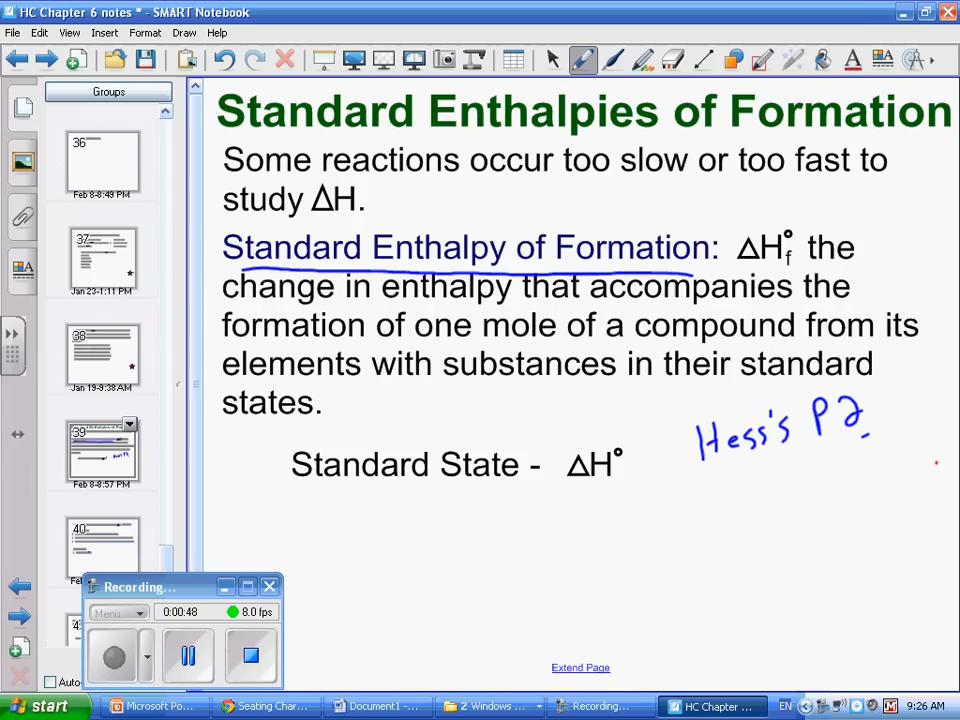 HC Chapter 6 notes * - SMART Notebook
File Edit View Insert Format Draw Help
Groups
36
Feb 8-8:49 PM
37
Jan 23-1:11 PM
38
Jan 19-9:38 AM
39
Feb 8-8:57 PM
40
Standard Enthalpies of Formation
Some reactions occur too slow or too fast to
study ΔH.
Standard Enthalpy of Formation: ΔH°f the
change in enthalpy that accompanies the
formation of one mole of a compound from its
elements with substances in their standard
states.
Hess's P2
Standard State - ΔH°
Extend Page
Recording...
Menu 0:00:48 8.0 fps
Auto-
start Microsoft Po... Seating Char... Document1 - ... 2 Windows ... Recording... HC Chapter ... EN 9:26 AM